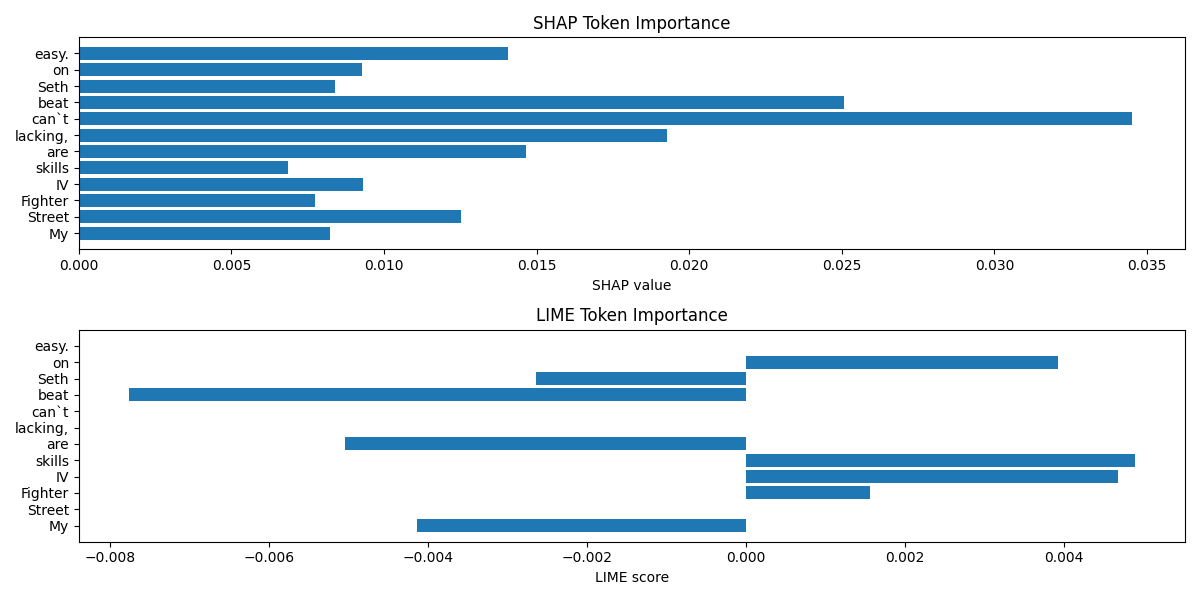 SHAP Token Importance
easy.
on
Seth
beat
can`t
lacking,
are
skills
IV
Fighter
Street
My
0.000 0.005 0.010 0.015 0.020 0.025 0.030 0.035
SHAP value
LIME Token Importance
easy.
on
Seth
beat
can`t
lacking,
are
skills
IV
Fighter
Street
My
−0.008 −0.006 −0.004 −0.002 0.000 0.002 0.004
LIME score